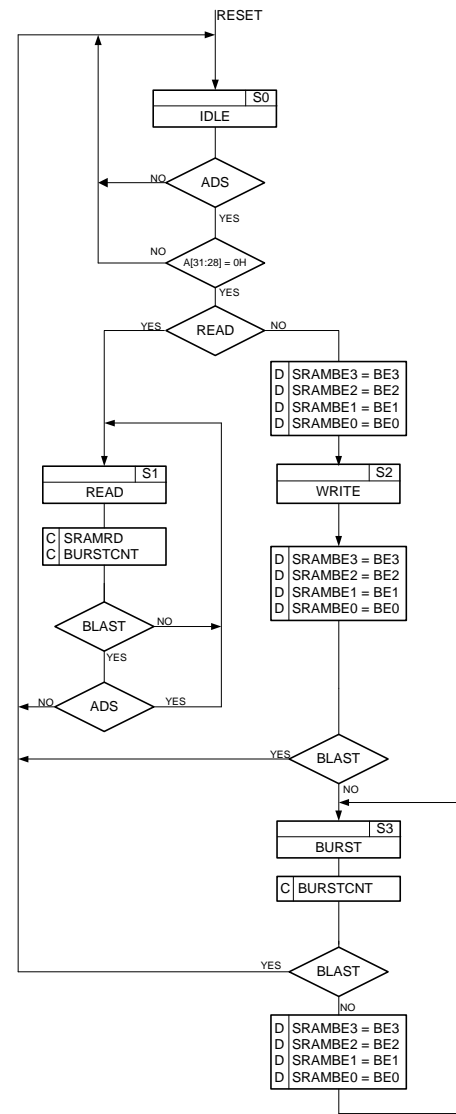 RESET
S0
IDLE
NO
ADS
YES
NO
A[31:28] = 0H
YES
YES
READ
NO
D SRAMBE3 = BE3
D SRAMBE2 = BE2
D SRAMBE1 = BE1
D SRAMBE0 = BE0
S1
READ
S2
WRITE
C SRAMRD
C BURSTCNT
D SRAMBE3 = BE3
D SRAMBE2 = BE2
D SRAMBE1 = BE1
D SRAMBE0 = BE0
BLAST
NO
YES
NO
ADS
YES
YES
BLAST
NO
S3
BURST
C BURSTCNT
YES
BLAST
NO
D SRAMBE3 = BE3
D SRAMBE2 = BE2
D SRAMBE1 = BE1
D SRAMBE0 = BE0